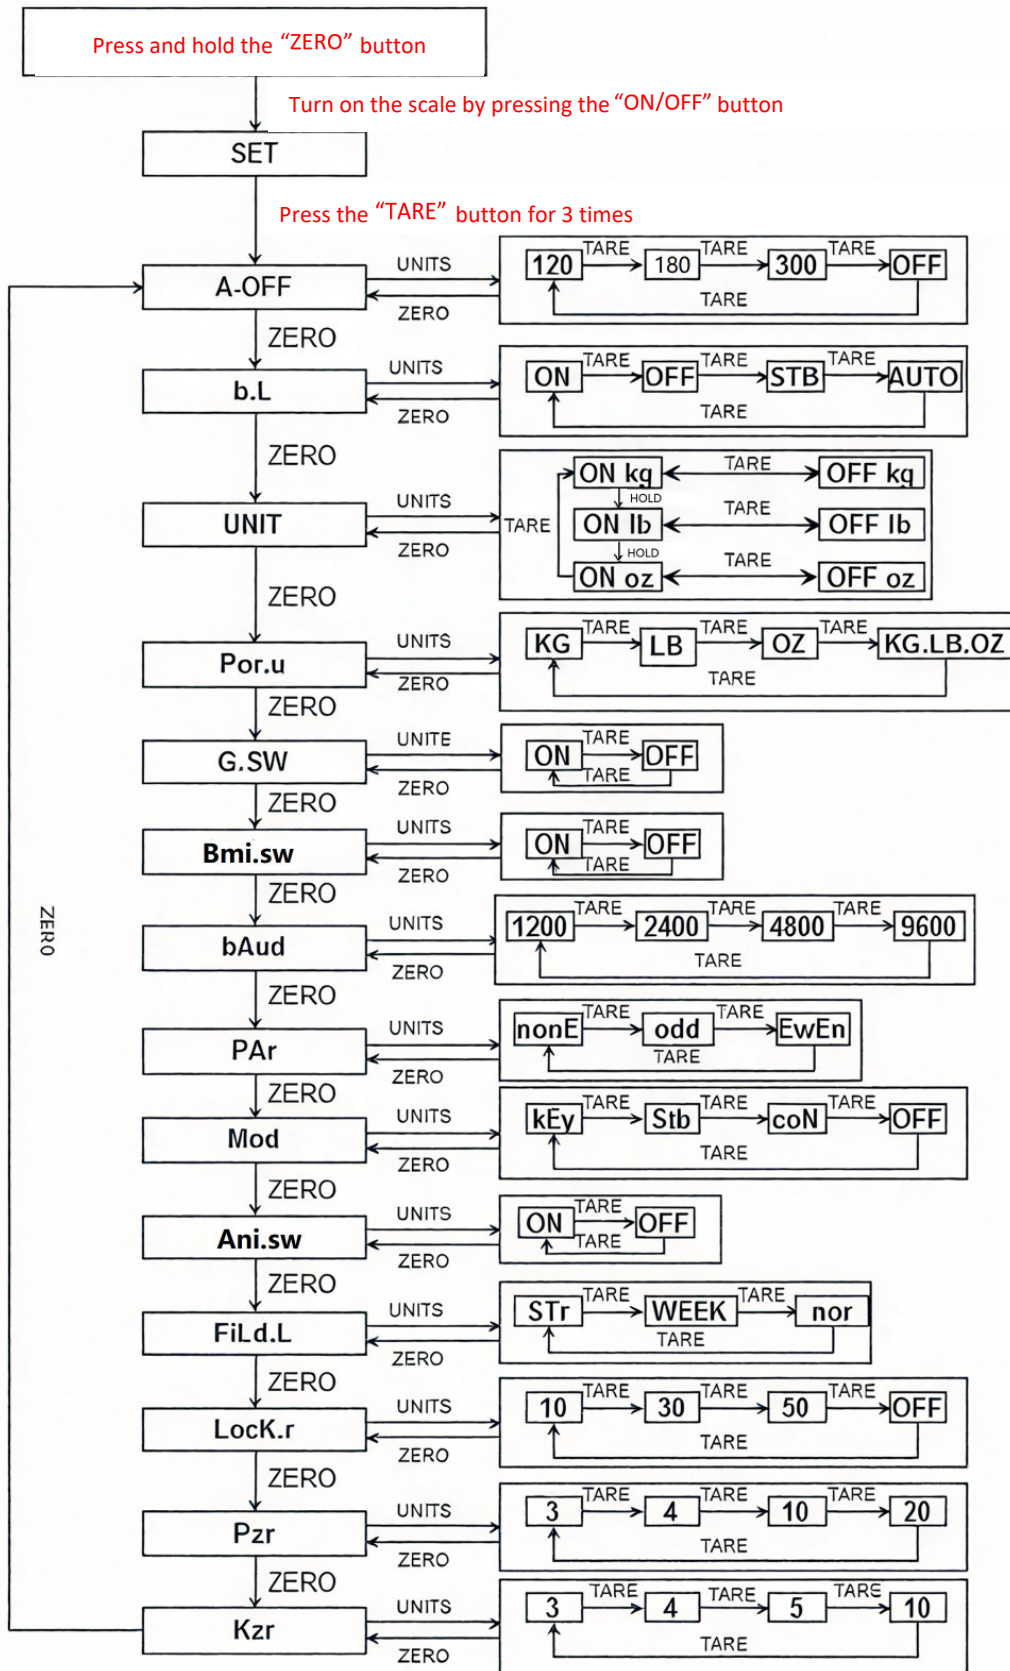 Press and hold the “ZERO” button
Turn on the scale by pressing the “ON/OFF” button
SET
Press the “TARE” button for 3 times
A-OFF
UNITS
ZERO
120 TARE 180 TARE 300 TARE OFF
TARE
ZERO
b.L
UNITS
ZERO
ON TARE OFF TARE STB TARE AUTO
TARE
ZERO
UNIT
UNITS
ZERO
TARE
ON kg TARE OFF kg
HOLD
ON lb TARE OFF lb
HOLD
ON oz TARE OFF oz
ZERO
Por.u
UNITS
ZERO
KG TARE LB TARE OZ TARE KG.LB.OZ
TARE
ZERO
G.SW
UNITE
ZERO
ON TARE OFF
TARE
ZERO
Bmi.sw
UNITS
ZERO
ON TARE OFF
TARE
ZERO
bAud
UNITS
ZERO
1200 TARE 2400 TARE 4800 TARE 9600
TARE
ZERO
PAr
UNITS
ZERO
nonE TARE odd TARE EwEn
TARE
ZERO
Mod
UNITS
ZERO
kEy TARE Stb TARE coN TARE OFF
TARE
ZERO
Ani.sw
UNITS
ZERO
ON TARE OFF
TARE
ZERO
FiLd.L
UNITS
ZERO
STr TARE WEEK TARE nor
TARE
ZERO
LocK.r
UNITS
ZERO
10 TARE 30 TARE 50 TARE OFF
TARE
ZERO
Pzr
UNITS
ZERO
3 TARE 4 TARE 10 TARE 20
TARE
ZERO
Kzr
UNITS
ZERO
3 TARE 4 TARE 5 TARE 10
TARE
ZERO